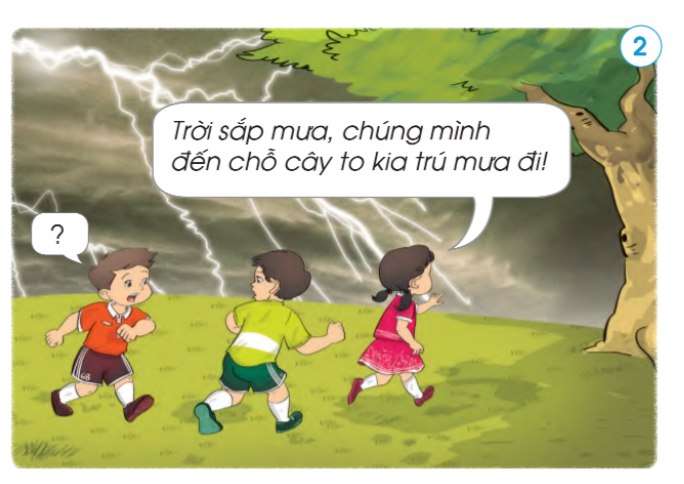 2
Trời sắp mưa, chúng mình
đến chỗ cây to kia trú mưa đi!
?